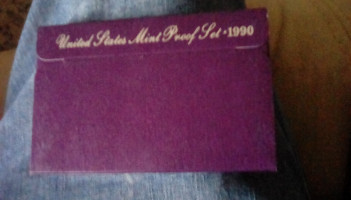 United States Mint Proof Set • 1990